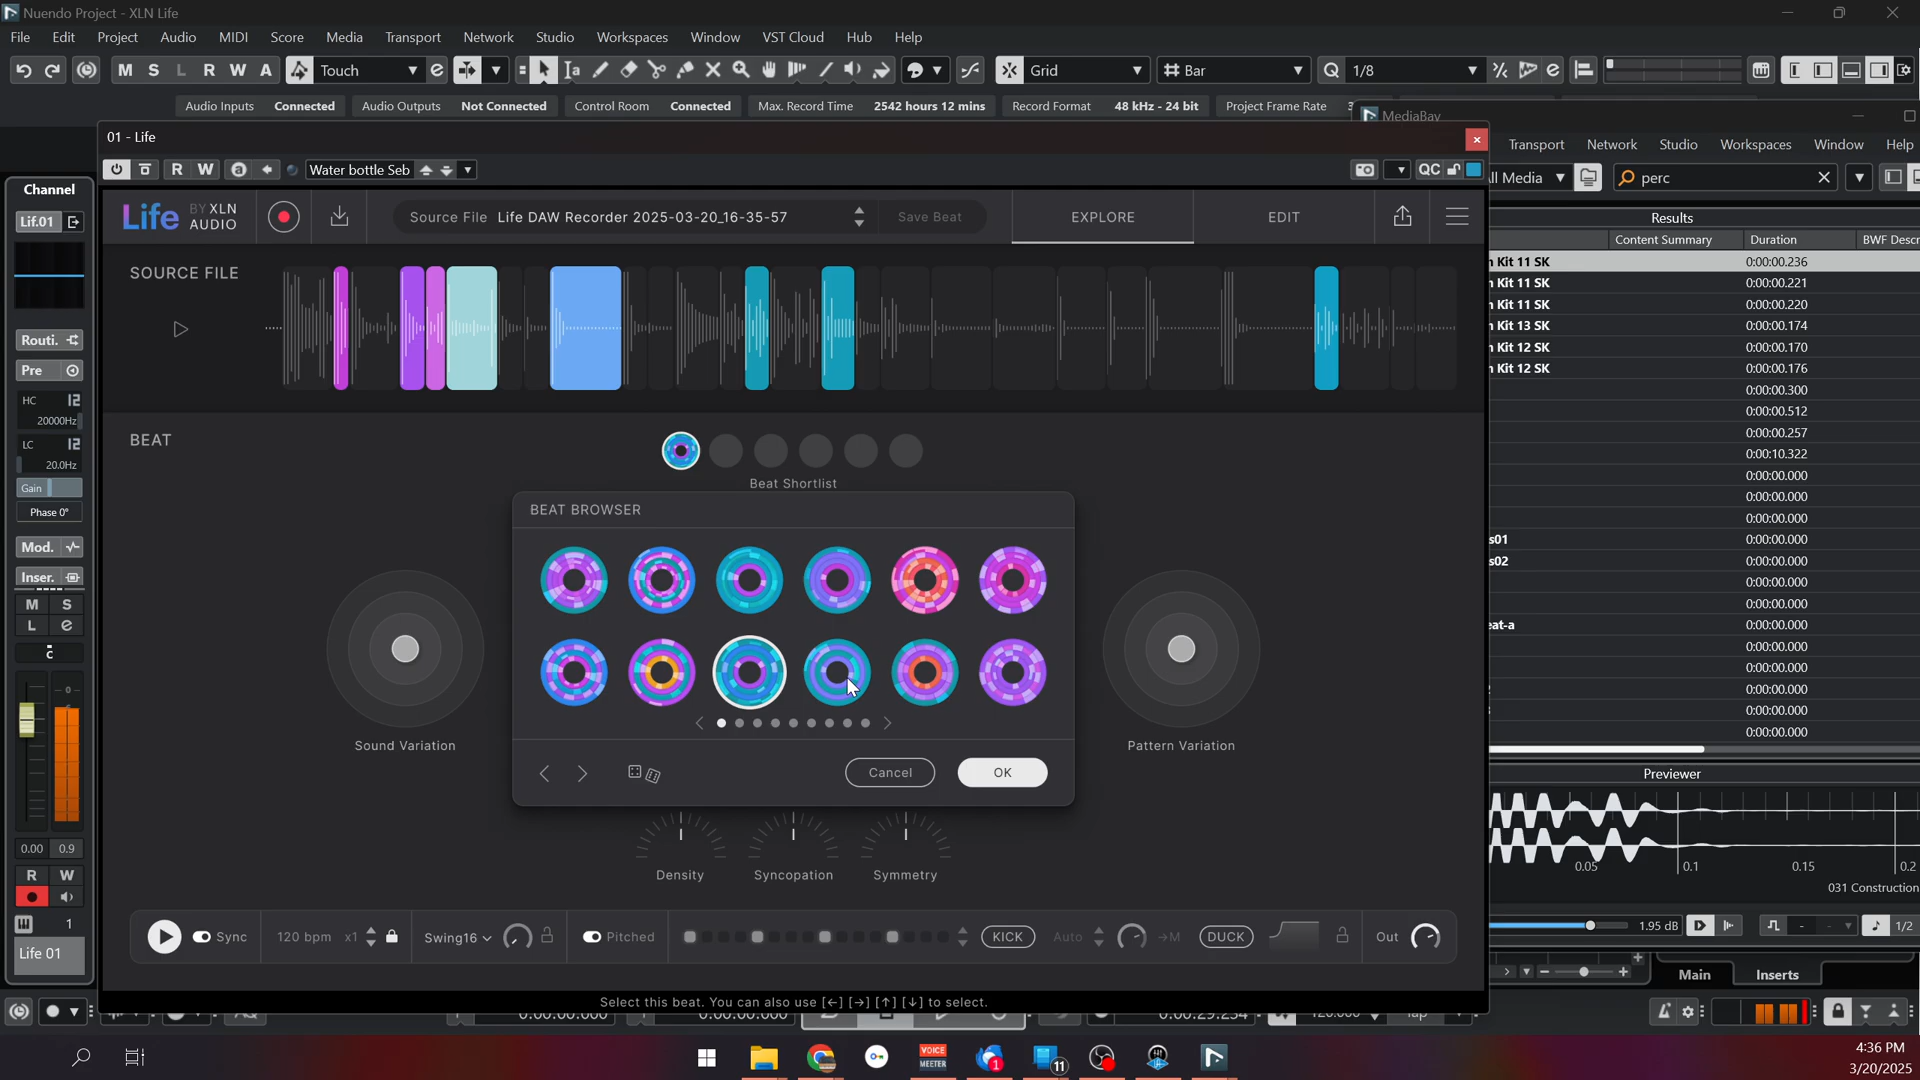 Nuendo Project - XLN Life
File Edit Project Audio MIDI Score Media Transport Network Studio Workspaces Window VST Cloud Hub Help
M S L R W A Touch Grid Bar Q 1/8
Audio Inputs Connected Audio Outputs Not Connected Control Room Connected Max. Record Time 2542 hours 12 mins Record Format 48 kHz - 24 bit Project Frame Rate
MediaBay
01 - Life
Transport Network Studio Workspaces Window Help
R W Water bottle Seb QC
ll Media perc
Channel
Life BY XLN AUDIO Source File Life DAW Recorder 2025-03-20_16-35-57 Save Beat EXPLORE EDIT
Results
Content Summary Duration BWF Descr
Lif.01
SOURCE FILE
n Kit 11 SK 0:00:00.236
n Kit 11 SK 0:00:00.221
n Kit 11 SK 0:00:00.220
n Kit 13 SK 0:00:00.174
n Kit 12 SK 0:00:00.170
n Kit 12 SK 0:00:00.176
0:00:00.300
0:00:00.512
0:00:00.257
0:00:10.322
0:00:00.000
0:00:00.000
0:00:00.000
s01 0:00:00.000
s02 0:00:00.000
0:00:00.000
0:00:00.000
eat-a 0:00:00.000
0:00:00.000
0:00:00.000
0:00:00.000
0:00:00.000
0:00:00.000
Routi.
Pre
HC 12
20000Hz
LC 12
20.0Hz
Gain
Phase 0°
Mod.
Inser.
M S
L e
C
0
0.00 0.9
R W
1
Life 01
BEAT
Beat Shortlist
BEAT BROWSER
Sound Variation
Pattern Variation
Cancel OK
Density Syncopation Symmetry
Sync 120 bpm x1 Swing16 Pitched KICK Auto →M DUCK Out
Select this beat. You can also use [←] [→] [↑] [↓] to select.
Previewer
0.05 0.1 0.15 0.2
031 Construction
1.95 dB 1/2
Main Inserts
VOICE MEETER
1
11
4:36 PM
3/20/2025